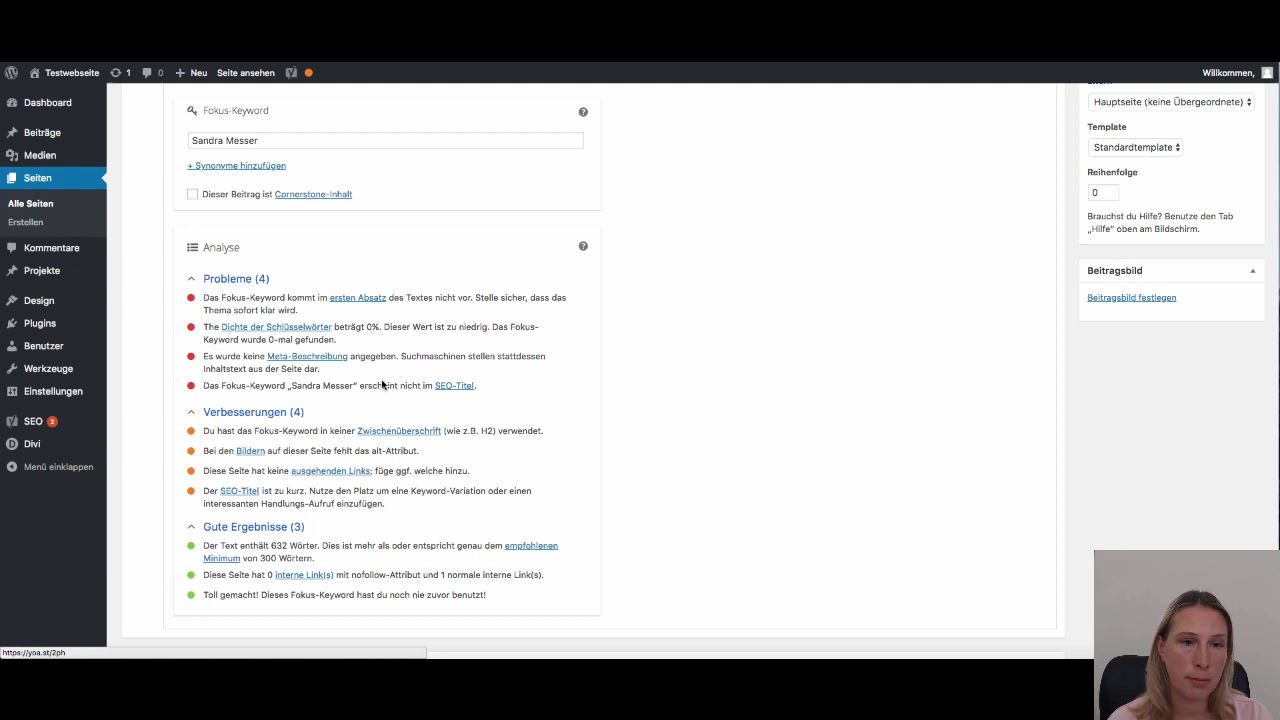 Testwebseite 1 0 Neu Seite ansehen
Willkommen,
Dashboard
Beiträge
Medien
Seiten
Alle Seiten
Erstellen
Kommentare
Projekte
Design
Plugins
Benutzer
Werkzeuge
Einstellungen
SEO 2
Divi
Menü einklappen
Fokus-Keyword
Sandra Messer
+ Synonyme hinzufügen
Dieser Beitrag ist Cornerstone-Inhalt
Analyse
Probleme (4)
Das Fokus-Keyword kommt im ersten Absatz des Textes nicht vor. Stelle sicher, dass das
Thema sofort klar wird.
The Dichte der Schlüsselwörter beträgt 0%. Dieser Wert ist zu niedrig. Das Fokus-
Keyword wurde 0-mal gefunden.
Es wurde keine Meta-Beschreibung angegeben. Suchmaschinen stellen stattdessen
Inhaltstext aus der Seite dar.
Das Fokus-Keyword „Sandra Messer“ erscheint nicht im SEO-Titel.
Verbesserungen (4)
Du hast das Fokus-Keyword in keiner Zwischenüberschrift (wie z.B. H2) verwendet.
Bei den Bildern auf dieser Seite fehlt das alt-Attribut.
Diese Seite hat keine ausgehenden Links; füge ggf. welche hinzu.
Der SEO-Titel ist zu kurz. Nutze den Platz um eine Keyword-Variation oder einen
interessanten Handlungs-Aufruf einzufügen.
Gute Ergebnisse (3)
Der Text enthält 632 Wörter. Dies ist mehr als oder entspricht genau dem empfohlenen
Minimum von 300 Wörtern.
Diese Seite hat 0 interne Link(s) mit nofollow-Attribut und 1 normale interne Link(s).
Toll gemacht! Dieses Fokus-Keyword hast du noch nie zuvor benutzt!
Hauptseite (keine Übergeordnete)
Template
Standardtemplate
Reihenfolge
0
Brauchst du Hilfe? Benutze den Tab
„Hilfe“ oben am Bildschirm.
Beitragsbild
Beitragsbild festlegen
https://yoa.st/2ph